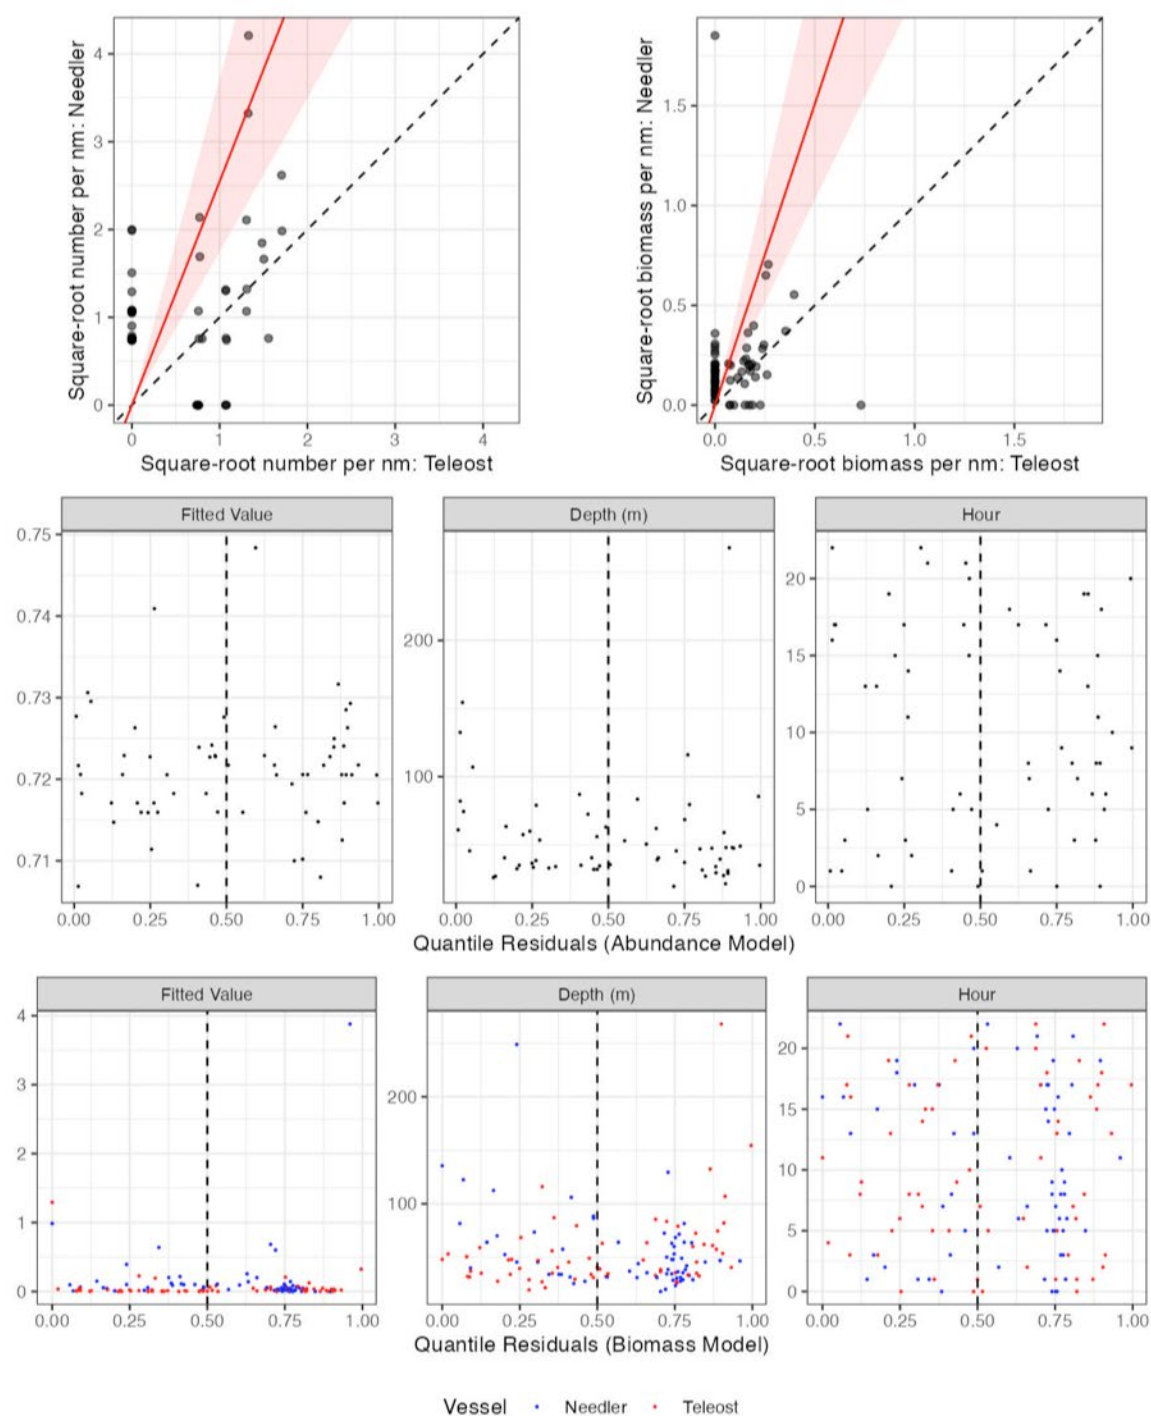 Square-root number per nm: Needler
4
3
2
1
0
0 1 2 3 4
Square-root number per nm: Teleost
Square-root biomass per nm: Needler
1.5
1.0
0.5
0.0
0.0 0.5 1.0 1.5
Square-root biomass per nm: Teleost
Fitted Value
0.75
0.74
0.73
0.72
0.71
0.00 0.25 0.50 0.75 1.00
Depth (m)
200
100
0.00 0.25 0.50 0.75 1.00
Hour
20
15
10
5
0
0.00 0.25 0.50 0.75 1.00
Quantile Residuals (Abundance Model)
Fitted Value
4
3
2
1
0
0.00 0.25 0.50 0.75 1.00
Depth (m)
200
100
0.00 0.25 0.50 0.75 1.00
Hour
20
15
10
5
0
0.00 0.25 0.50 0.75 1.00
Quantile Residuals (Biomass Model)
Vessel Needler Teleost